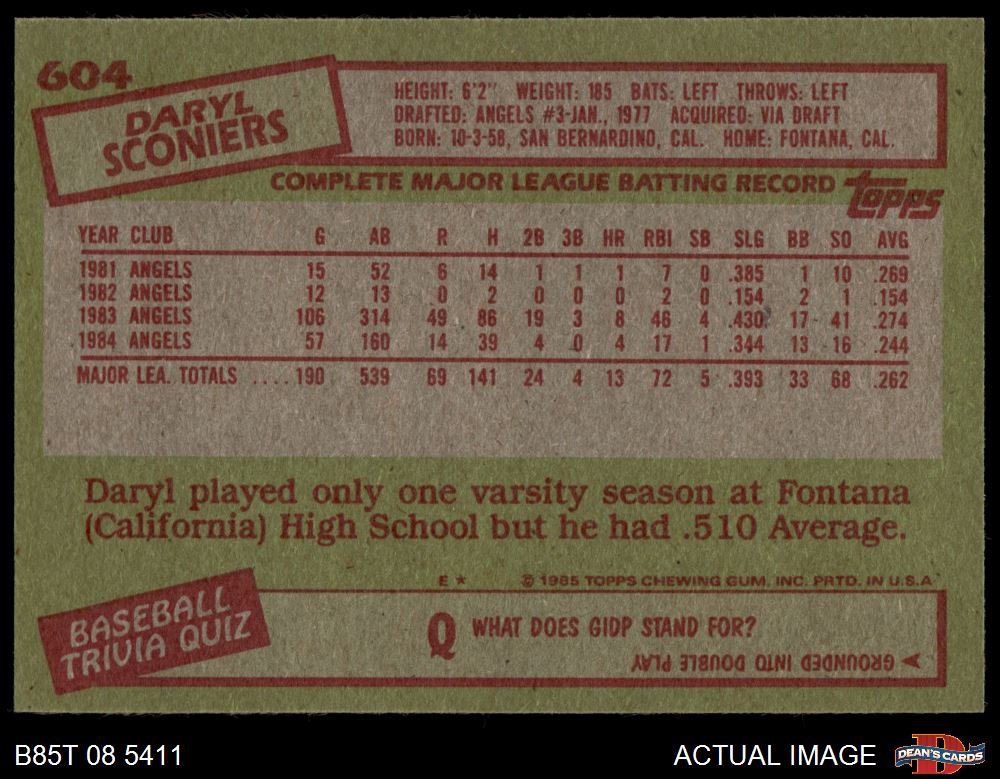 604
DARYL
SCONIERS
HEIGHT: 6'2" WEIGHT: 185 BATS: LEFT THROWS: LEFT
DRAFTED: ANGELS #3-JAN., 1977 ACQUIRED: VIA DRAFT
BORN: 10-3-58, SAN BERNARDINO, CAL. HOME: FONTANA, CAL.
COMPLETE MAJOR LEAGUE BATTING RECORD
topps
YEAR CLUB G AB R H 2B 3B HR RBI SB SLG BB SO AVG
1981 ANGELS 15 52 6 14 1 1 1 7 0 .385 1 10 .269
1982 ANGELS 12 13 0 2 0 0 0 2 0 .154 2 1 .154
1983 ANGELS 106 314 49 86 19 3 8 46 4 .430 17 41 .274
1984 ANGELS 57 160 14 39 4 0 4 17 1 .344 13 16 .244
MAJOR LEA. TOTALS ....190 539 69 141 24 4 13 72 5 .393 33 68 .262
Daryl played only one varsity season at Fontana
(California) High School but he had .510 Average.
E * © 1985 TOPPS CHEWING GUM, INC. PRTD. IN U.S.A
BASEBALL
TRIVIA QUIZ
Q WHAT DOES GIDP STAND FOR?
GROUNDED INTO DOUBLE PLAY
B85T 08 5411
ACTUAL IMAGE
D
DEAN'S CARDS